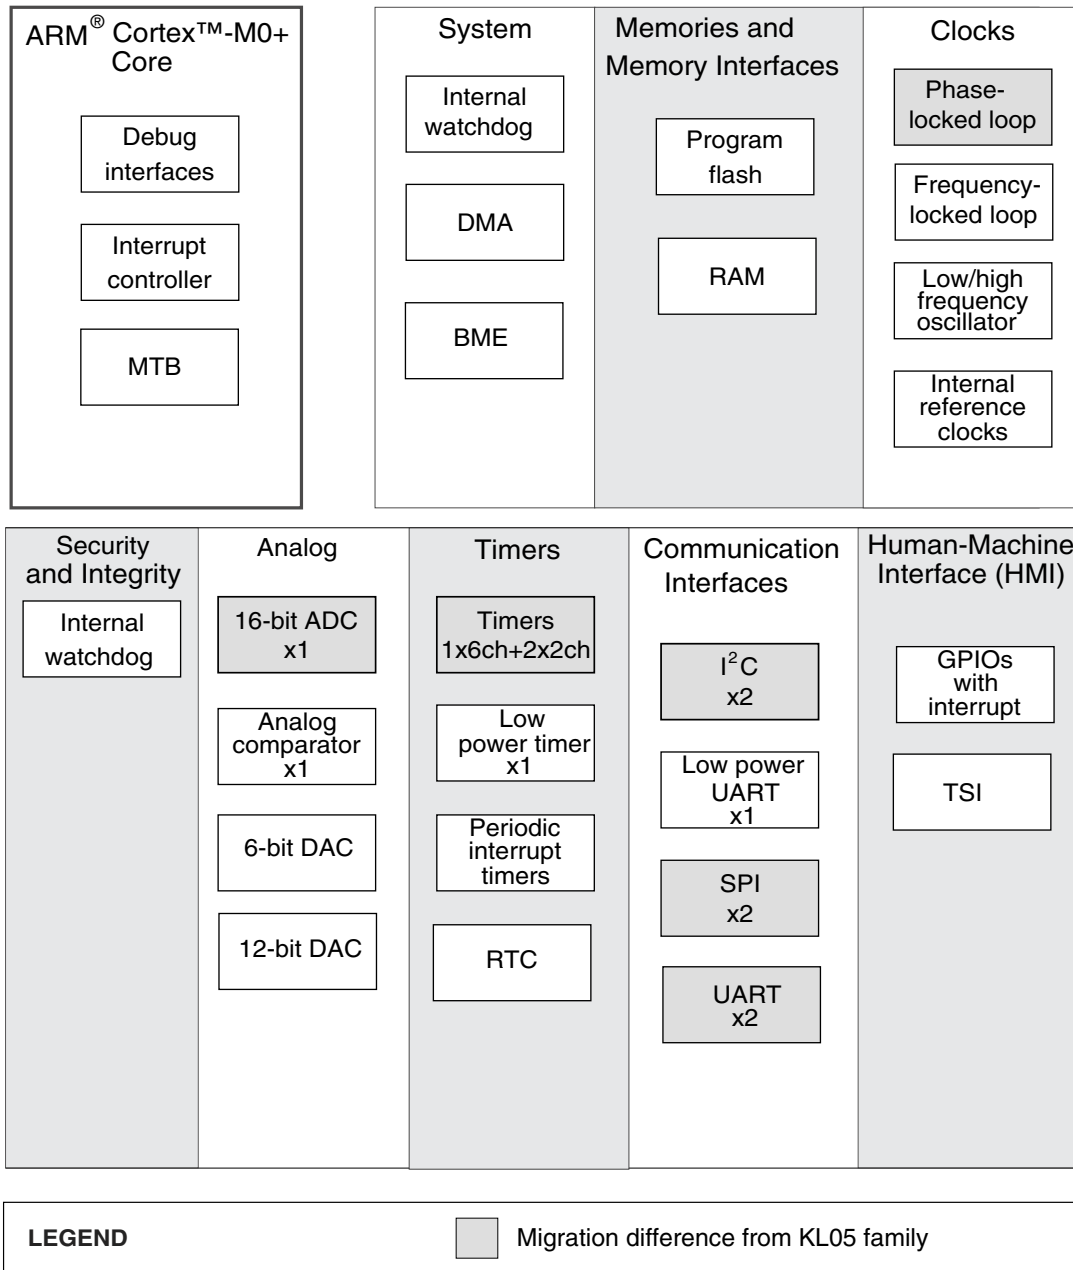 ARM® Cortex™-M0+
Core
Debug
interfaces
Interrupt
controller
MTB
System
Internal
watchdog
DMA
BME
Memories and
Memory Interfaces
Program
flash
RAM
Clocks
Phase-
locked loop
Frequency-
locked loop
Low/high
frequency
oscillator
Internal
reference
clocks
Security
and Integrity
Internal
watchdog
Analog
16-bit ADC
x1
Analog
comparator
x1
6-bit DAC
12-bit DAC
Timers
Timers
1x6ch+2x2ch
Low
power timer
x1
Periodic
interrupt
timers
RTC
Communication
Interfaces
I²C
x2
Low power
UART
x1
SPI
x2
UART
x2
Human-Machine
Interface (HMI)
GPIOs
with
interrupt
TSI
LEGEND
Migration difference from KL05 family